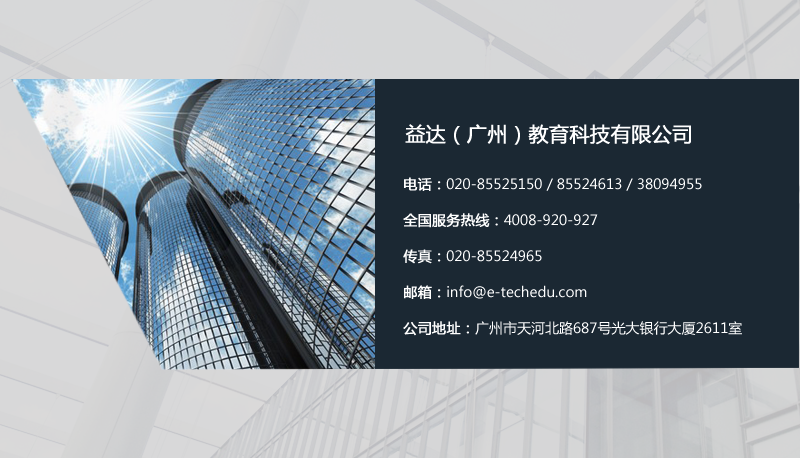 益达（广州）教育科技有限公司
电话：020-85525150 / 85524613 / 38094955
全国服务热线：4008-920-927
传真：020-85524965
邮箱：info@e-techedu.com
公司地址：广州市天河北路687号光大银行大厦2611室